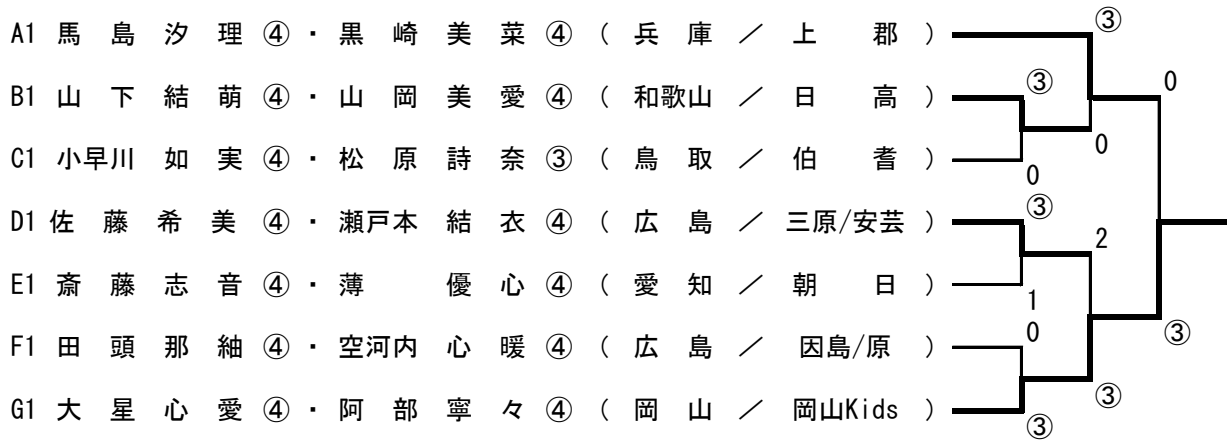 ③
A1 馬島汐理④・黒崎美菜④(兵庫/上郡)
0
B1 山下結萌④・山岡美愛④(和歌山/日高)
③
0
C1 小早川如実④・松原詩奈③(鳥取/伯耆)
0
③
D1 佐藤希美④・瀬戸本結衣④(広島/三原/安芸)
2
E1 斎藤志音④・薄優心④(愛知/朝日)
1
0
③
F1 田頭那紬④・空河内心暖④(広島/因島/原)
③
G1 大星心愛④・阿部寧々④(岡山/岡山Kids)
③